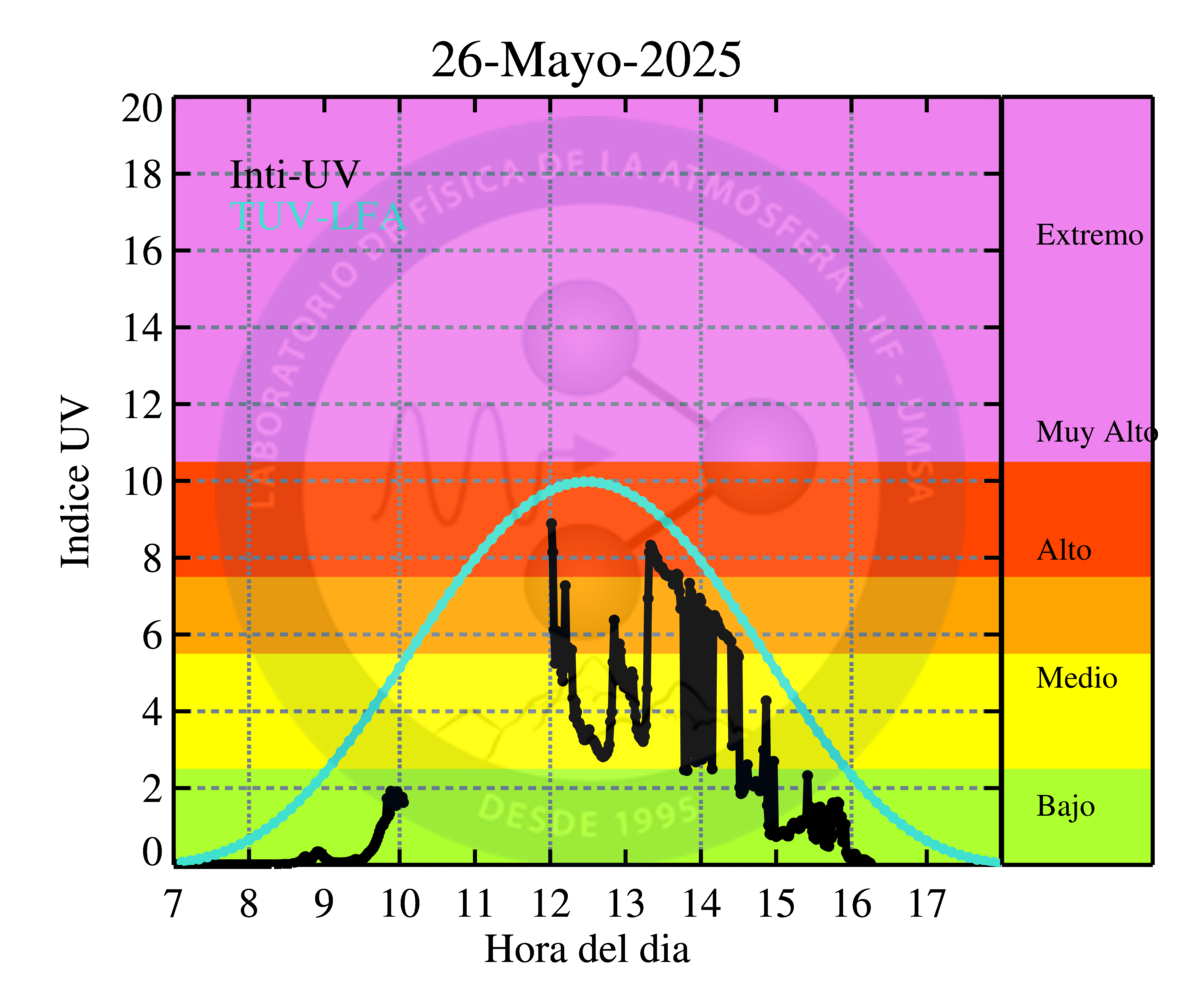 26-Mayo-2025
20
18
16
14
12
10
8
6
4
2
0
Indice UV
Inti-UV
TUV-LFA
LABORATORIO DE FÍSICA DE LA ATMÓSFERA - IIF - UMSA
DESDE 1995
Extremo
Muy Alto
Alto
Medio
Bajo
7 8 9 10 11 12 13 14 15 16 17
Hora del dia